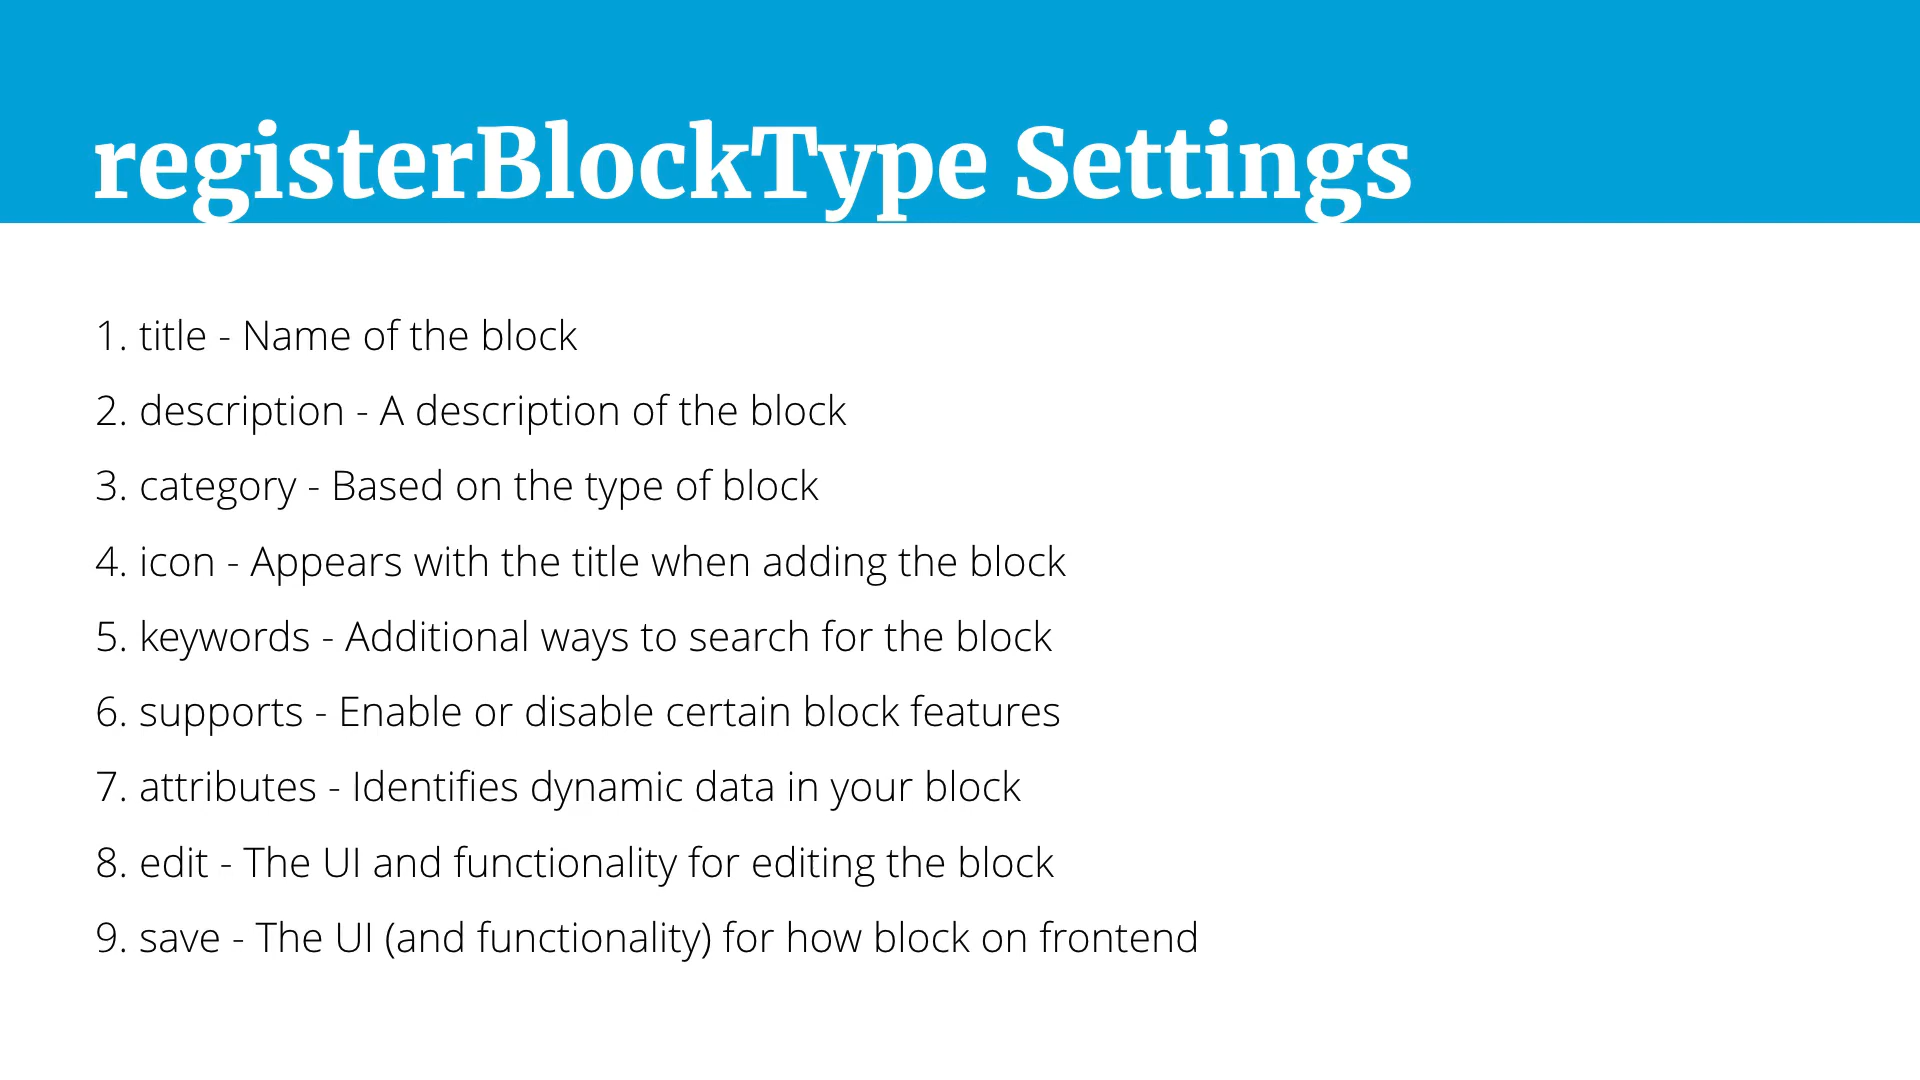 registerBlockType Settings
1. title - Name of the block
2. description - A description of the block
3. category - Based on the type of block
4. icon - Appears with the title when adding the block
5. keywords - Additional ways to search for the block
6. supports - Enable or disable certain block features
7. attributes - Identifies dynamic data in your block
8. edit - The UI and functionality for editing the block
9. save - The UI (and functionality) for how block on frontend